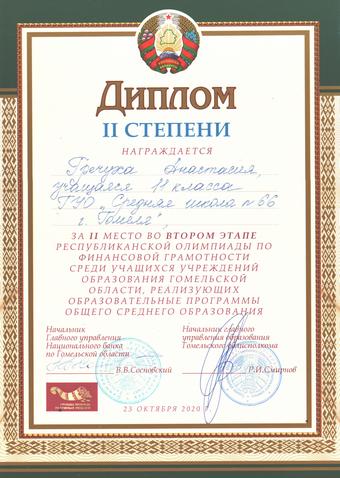 ДИПЛОМ
II СТЕПЕНИ
НАГРАЖДАЕТСЯ
Гречуха Анастасия,
учащаяся 11 класса
ГУО „Средняя школа № 66
г. Гомеля",
ЗА II МЕСТО ВО ВТОРОМ ЭТАПЕ
РЕСПУБЛИКАНСКОЙ ОЛИМПИАДЫ ПО
ФИНАНСОВОЙ ГРАМОТНОСТИ
СРЕДИ УЧАЩИХСЯ УЧРЕЖДЕНИЙ
ОБРАЗОВАНИЯ ГОМЕЛЬСКОЙ
ОБЛАСТИ, РЕАЛИЗУЮЩИХ
ОБРАЗОВАТЕЛЬНЫЕ ПРОГРАММЫ
ОБЩЕГО СРЕДНЕГО ОБРАЗОВАНИЯ
Начальник
Главного управления
Национального банка
по Гомельской области
В.В.Сосновский
Начальник главного
управления образования
Гомельского облисполкома
Р.И.Смирнов
23 ОКТЯБРЯ 2020 г.